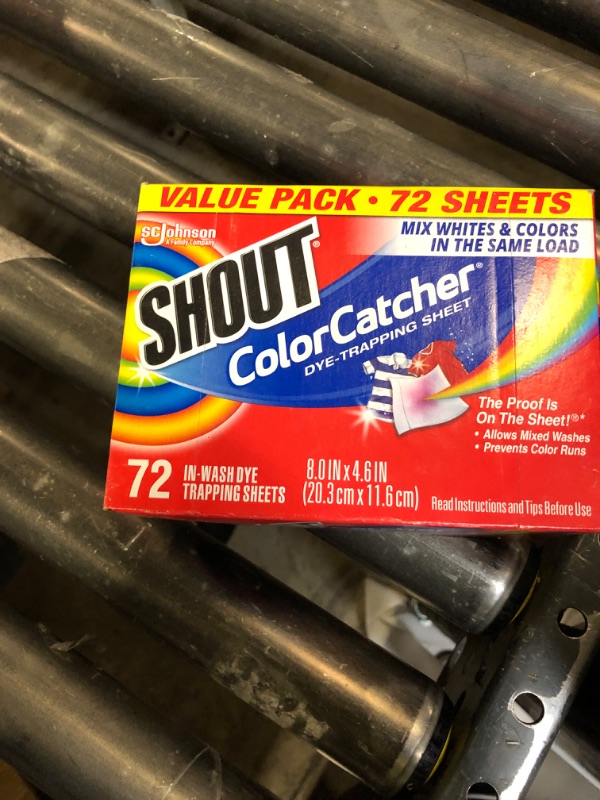 VALUE PACK • 72 SHEETS
SC Johnson
A Family Company
MIX WHITES & COLORS
IN THE SAME LOAD
SHOUT®
ColorCatcher®
DYE-TRAPPING SHEET
The Proof Is
On The Sheet!®*
• Allows Mixed Washes
• Prevents Color Runs
72 IN-WASH DYE
TRAPPING SHEETS
8.0 IN x 4.6 IN
(20.3 cm x 11.6 cm)
Read Instructions and Tips Before Use